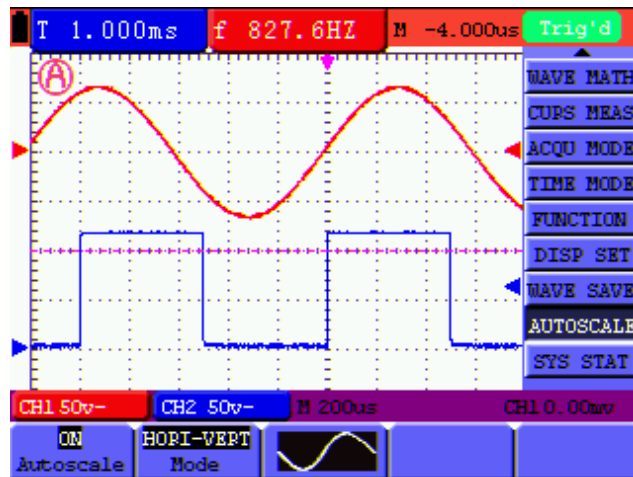 T 1.000ms f 827.6HZ M -4.000us Trig'd
A
WAVE MATH
CUPS MEAS
ACQU MODE
TIME MODE
FUNCTION
DISP SET
WAVE SAVE
AUTOSCALE
SYS STAT
CH1 50v~ CH2 50v~ M 200us CH1 0.00mv
ON
Autoscale
HORI-VERT
Mode